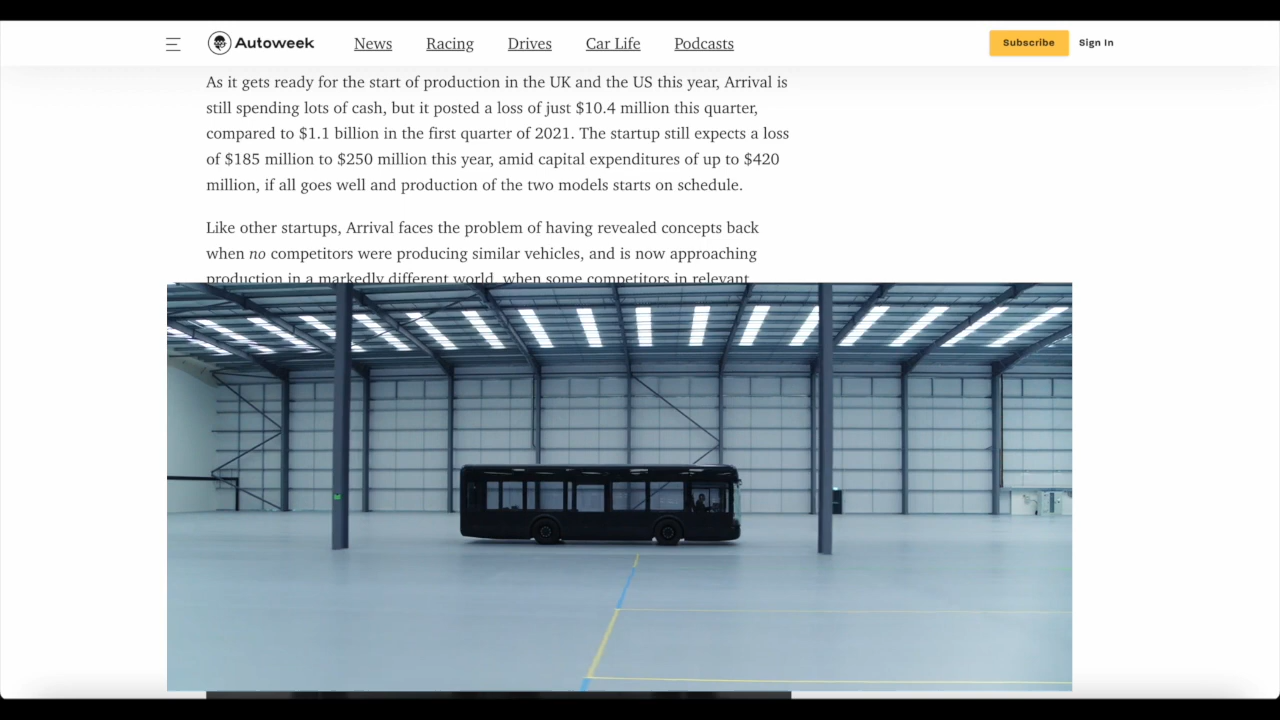 Autoweek
News
Racing
Drives
Car Life
Podcasts
Subscribe
Sign In
As it gets ready for the start of production in the UK and the US this year, Arrival is
still spending lots of cash, but it posted a loss of just $10.4 million this quarter,
compared to $1.1 billion in the first quarter of 2021. The startup still expects a loss
of $185 million to $250 million this year, amid capital expenditures of up to $420
million, if all goes well and production of the two models starts on schedule.
Like other startups, Arrival faces the problem of having revealed concepts back
when no competitors were producing similar vehicles, and is now approaching
production in a markedly different world, when some competitors in relevant